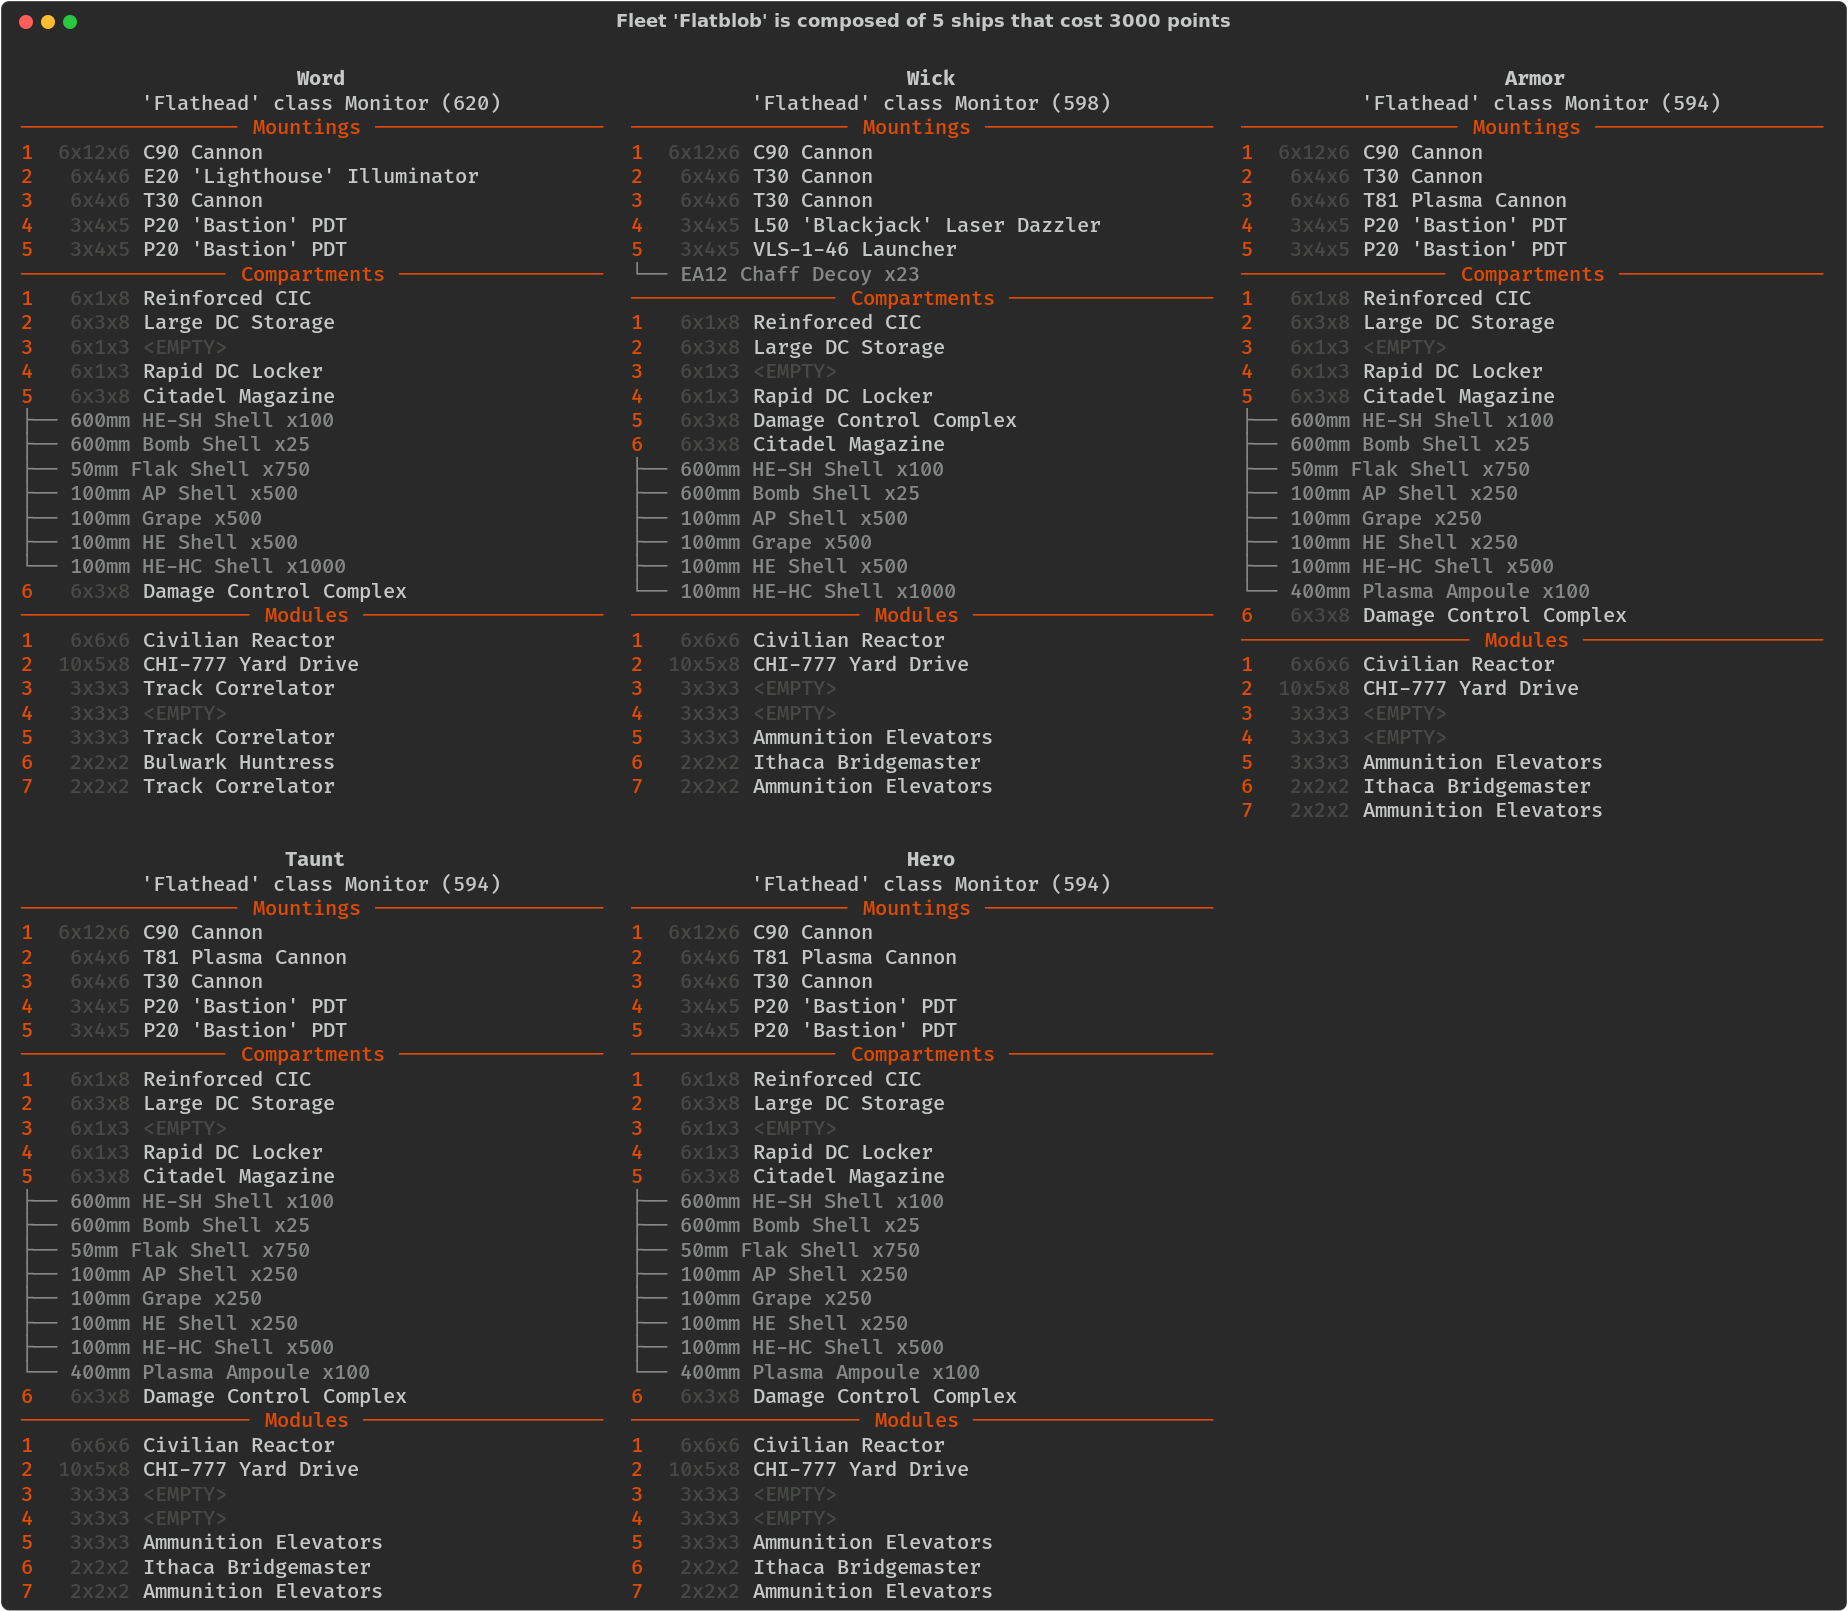 Fleet 'Flatblob' is composed of 5 ships that cost 3000 points
Word
'Flathead' class Monitor (620)
Mountings
1 6x12x6 C90 Cannon
2 6x4x6 E20 'Lighthouse' Illuminator
3 6x4x6 T30 Cannon
4 3x4x5 P20 'Bastion' PDT
5 3x4x5 P20 'Bastion' PDT
Compartments
1 6x1x8 Reinforced CIC
2 6x3x8 Large DC Storage
3 6x1x3 <EMPTY>
4 6x1x3 Rapid DC Locker
5 6x3x8 Citadel Magazine
├── 600mm HE-SH Shell x100
├── 600mm Bomb Shell x25
├── 50mm Flak Shell x750
├── 100mm AP Shell x500
├── 100mm Grape x500
├── 100mm HE Shell x500
└── 100mm HE-HC Shell x1000
6 6x3x8 Damage Control Complex
Modules
1 6x6x6 Civilian Reactor
2 10x5x8 CHI-777 Yard Drive
3 3x3x3 Track Correlator
4 3x3x3 <EMPTY>
5 3x3x3 Track Correlator
6 2x2x2 Bulwark Huntress
7 2x2x2 Track Correlator
Wick
'Flathead' class Monitor (598)
Mountings
1 6x12x6 C90 Cannon
2 6x4x6 T30 Cannon
3 6x4x6 T30 Cannon
4 3x4x5 L50 'Blackjack' Laser Dazzler
5 3x4x5 VLS-1-46 Launcher
└── EA12 Chaff Decoy x23
Compartments
1 6x1x8 Reinforced CIC
2 6x3x8 Large DC Storage
3 6x1x3 <EMPTY>
4 6x1x3 Rapid DC Locker
5 6x3x8 Damage Control Complex
6 6x3x8 Citadel Magazine
├── 600mm HE-SH Shell x100
├── 600mm Bomb Shell x25
├── 100mm AP Shell x500
├── 100mm Grape x500
├── 100mm HE Shell x500
└── 100mm HE-HC Shell x1000
Modules
1 6x6x6 Civilian Reactor
2 10x5x8 CHI-777 Yard Drive
3 3x3x3 <EMPTY>
4 3x3x3 <EMPTY>
5 3x3x3 Ammunition Elevators
6 2x2x2 Ithaca Bridgemaster
7 2x2x2 Ammunition Elevators
Armor
'Flathead' class Monitor (594)
Mountings
1 6x12x6 C90 Cannon
2 6x4x6 T30 Cannon
3 6x4x6 T81 Plasma Cannon
4 3x4x5 P20 'Bastion' PDT
5 3x4x5 P20 'Bastion' PDT
Compartments
1 6x1x8 Reinforced CIC
2 6x3x8 Large DC Storage
3 6x1x3 <EMPTY>
4 6x1x3 Rapid DC Locker
5 6x3x8 Citadel Magazine
├── 600mm HE-SH Shell x100
├── 600mm Bomb Shell x25
├── 50mm Flak Shell x750
├── 100mm AP Shell x250
├── 100mm Grape x250
├── 100mm HE Shell x250
├── 100mm HE-HC Shell x500
└── 400mm Plasma Ampoule x100
6 6x3x8 Damage Control Complex
Modules
1 6x6x6 Civilian Reactor
2 10x5x8 CHI-777 Yard Drive
3 3x3x3 <EMPTY>
4 3x3x3 <EMPTY>
5 3x3x3 Ammunition Elevators
6 2x2x2 Ithaca Bridgemaster
7 2x2x2 Ammunition Elevators
Taunt
'Flathead' class Monitor (594)
Mountings
1 6x12x6 C90 Cannon
2 6x4x6 T81 Plasma Cannon
3 6x4x6 T30 Cannon
4 3x4x5 P20 'Bastion' PDT
5 3x4x5 P20 'Bastion' PDT
Compartments
1 6x1x8 Reinforced CIC
2 6x3x8 Large DC Storage
3 6x1x3 <EMPTY>
4 6x1x3 Rapid DC Locker
5 6x3x8 Citadel Magazine
├── 600mm HE-SH Shell x100
├── 600mm Bomb Shell x25
├── 50mm Flak Shell x750
├── 100mm AP Shell x250
├── 100mm Grape x250
├── 100mm HE Shell x250
├── 100mm HE-HC Shell x500
└── 400mm Plasma Ampoule x100
6 6x3x8 Damage Control Complex
Modules
1 6x6x6 Civilian Reactor
2 10x5x8 CHI-777 Yard Drive
3 3x3x3 <EMPTY>
4 3x3x3 <EMPTY>
5 3x3x3 Ammunition Elevators
6 2x2x2 Ithaca Bridgemaster
7 2x2x2 Ammunition Elevators
Hero
'Flathead' class Monitor (594)
Mountings
1 6x12x6 C90 Cannon
2 6x4x6 T81 Plasma Cannon
3 6x4x6 T30 Cannon
4 3x4x5 P20 'Bastion' PDT
5 3x4x5 P20 'Bastion' PDT
Compartments
1 6x1x8 Reinforced CIC
2 6x3x8 Large DC Storage
3 6x1x3 <EMPTY>
4 6x1x3 Rapid DC Locker
5 6x3x8 Citadel Magazine
├── 600mm HE-SH Shell x100
├── 600mm Bomb Shell x25
├── 50mm Flak Shell x750
├── 100mm AP Shell x250
├── 100mm Grape x250
├── 100mm HE Shell x250
├── 100mm HE-HC Shell x500
└── 400mm Plasma Ampoule x100
6 6x3x8 Damage Control Complex
Modules
1 6x6x6 Civilian Reactor
2 10x5x8 CHI-777 Yard Drive
3 3x3x3 <EMPTY>
4 3x3x3 <EMPTY>
5 3x3x3 Ammunition Elevators
6 2x2x2 Ithaca Bridgemaster
7 2x2x2 Ammunition Elevators